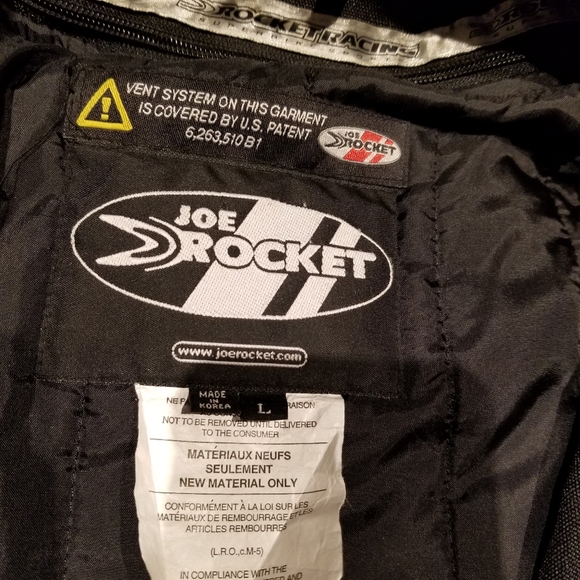 ROCKET RACING
VENT SYSTEM ON THIS GARMENT
IS COVERED BY U.S. PATENT
6,263,510 B1
JOE
ROCKET
JOE
ROCKET
www.joerocket.com
MADE
IN
KOREA
L
NE P
RAISON
NOT TO BE REMOVED UNTIL DELIVERED
TO THE CONSUMER
MATÉRIAUX NEUFS
SEULEMENT
NEW MATERIAL ONLY
CONFORMÉMENT À LA LOI SUR LES
MATÉRIAUX DE REMBOURRAGE ET LES
ARTICLES REMBOURRÉS
(L.R.O.,c.M-5)
IN COMPLIANCE WITH THE